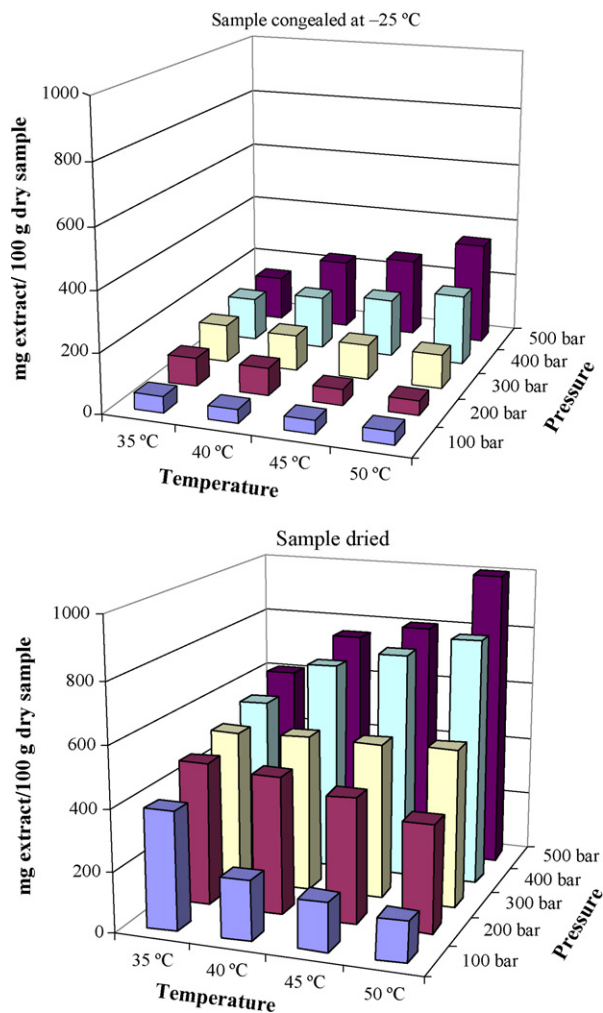 Sample congealed at –25 ºC
mg extract/ 100 g dry sample
1000
800
600
400
200
0
35 ºC
40 ºC
45 ºC
50 ºC
Temperature
100 bar
200 bar
300 bar
400 bar
500 bar
Pressure
Sample dried
mg extract/100 g dry sample
1000
800
600
400
200
0
35 ºC
40 ºC
45 ºC
50 ºC
Temperature
100 bar
200 bar
300 bar
400 bar
500 bar
Pressure